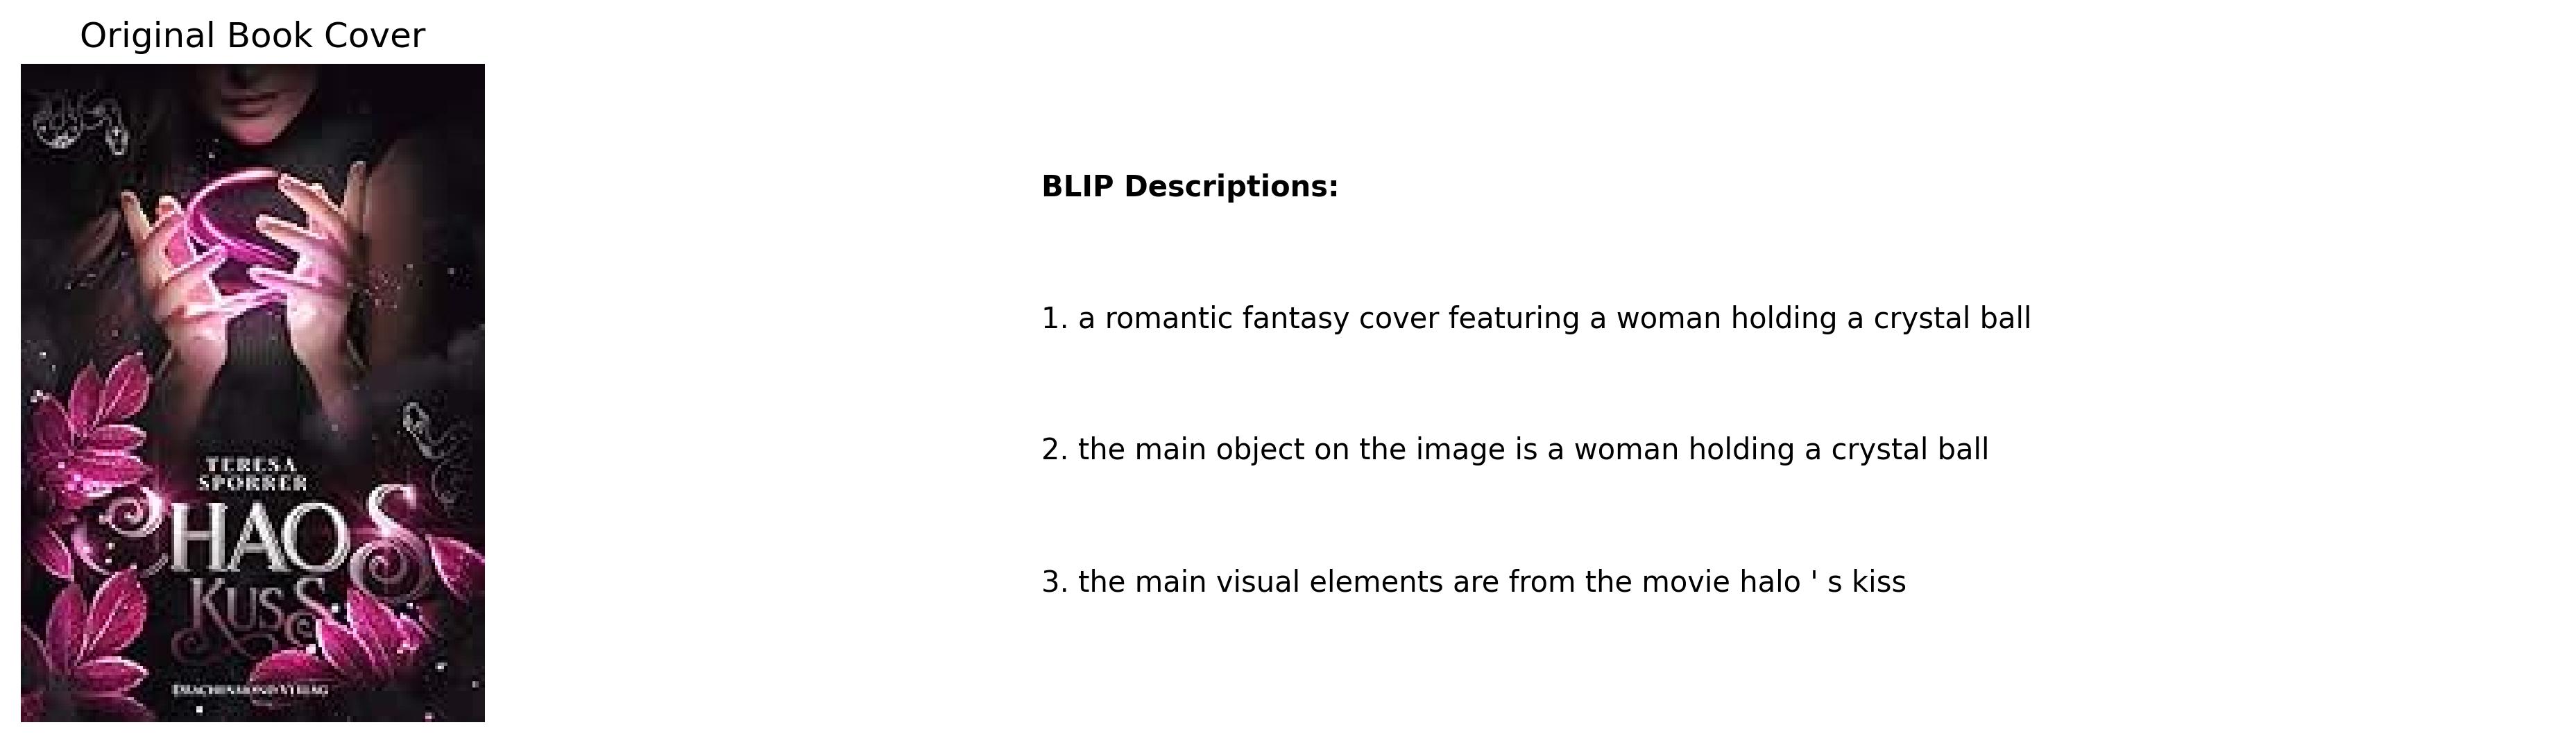 Original Book Cover
TERESA
SPORRER
CHAOS
KUSS
DRACHENMOND VERLAG
BLIP Descriptions:
1. a romantic fantasy cover featuring a woman holding a crystal ball
2. the main object on the image is a woman holding a crystal ball
3. the main visual elements are from the movie halo ' s kiss